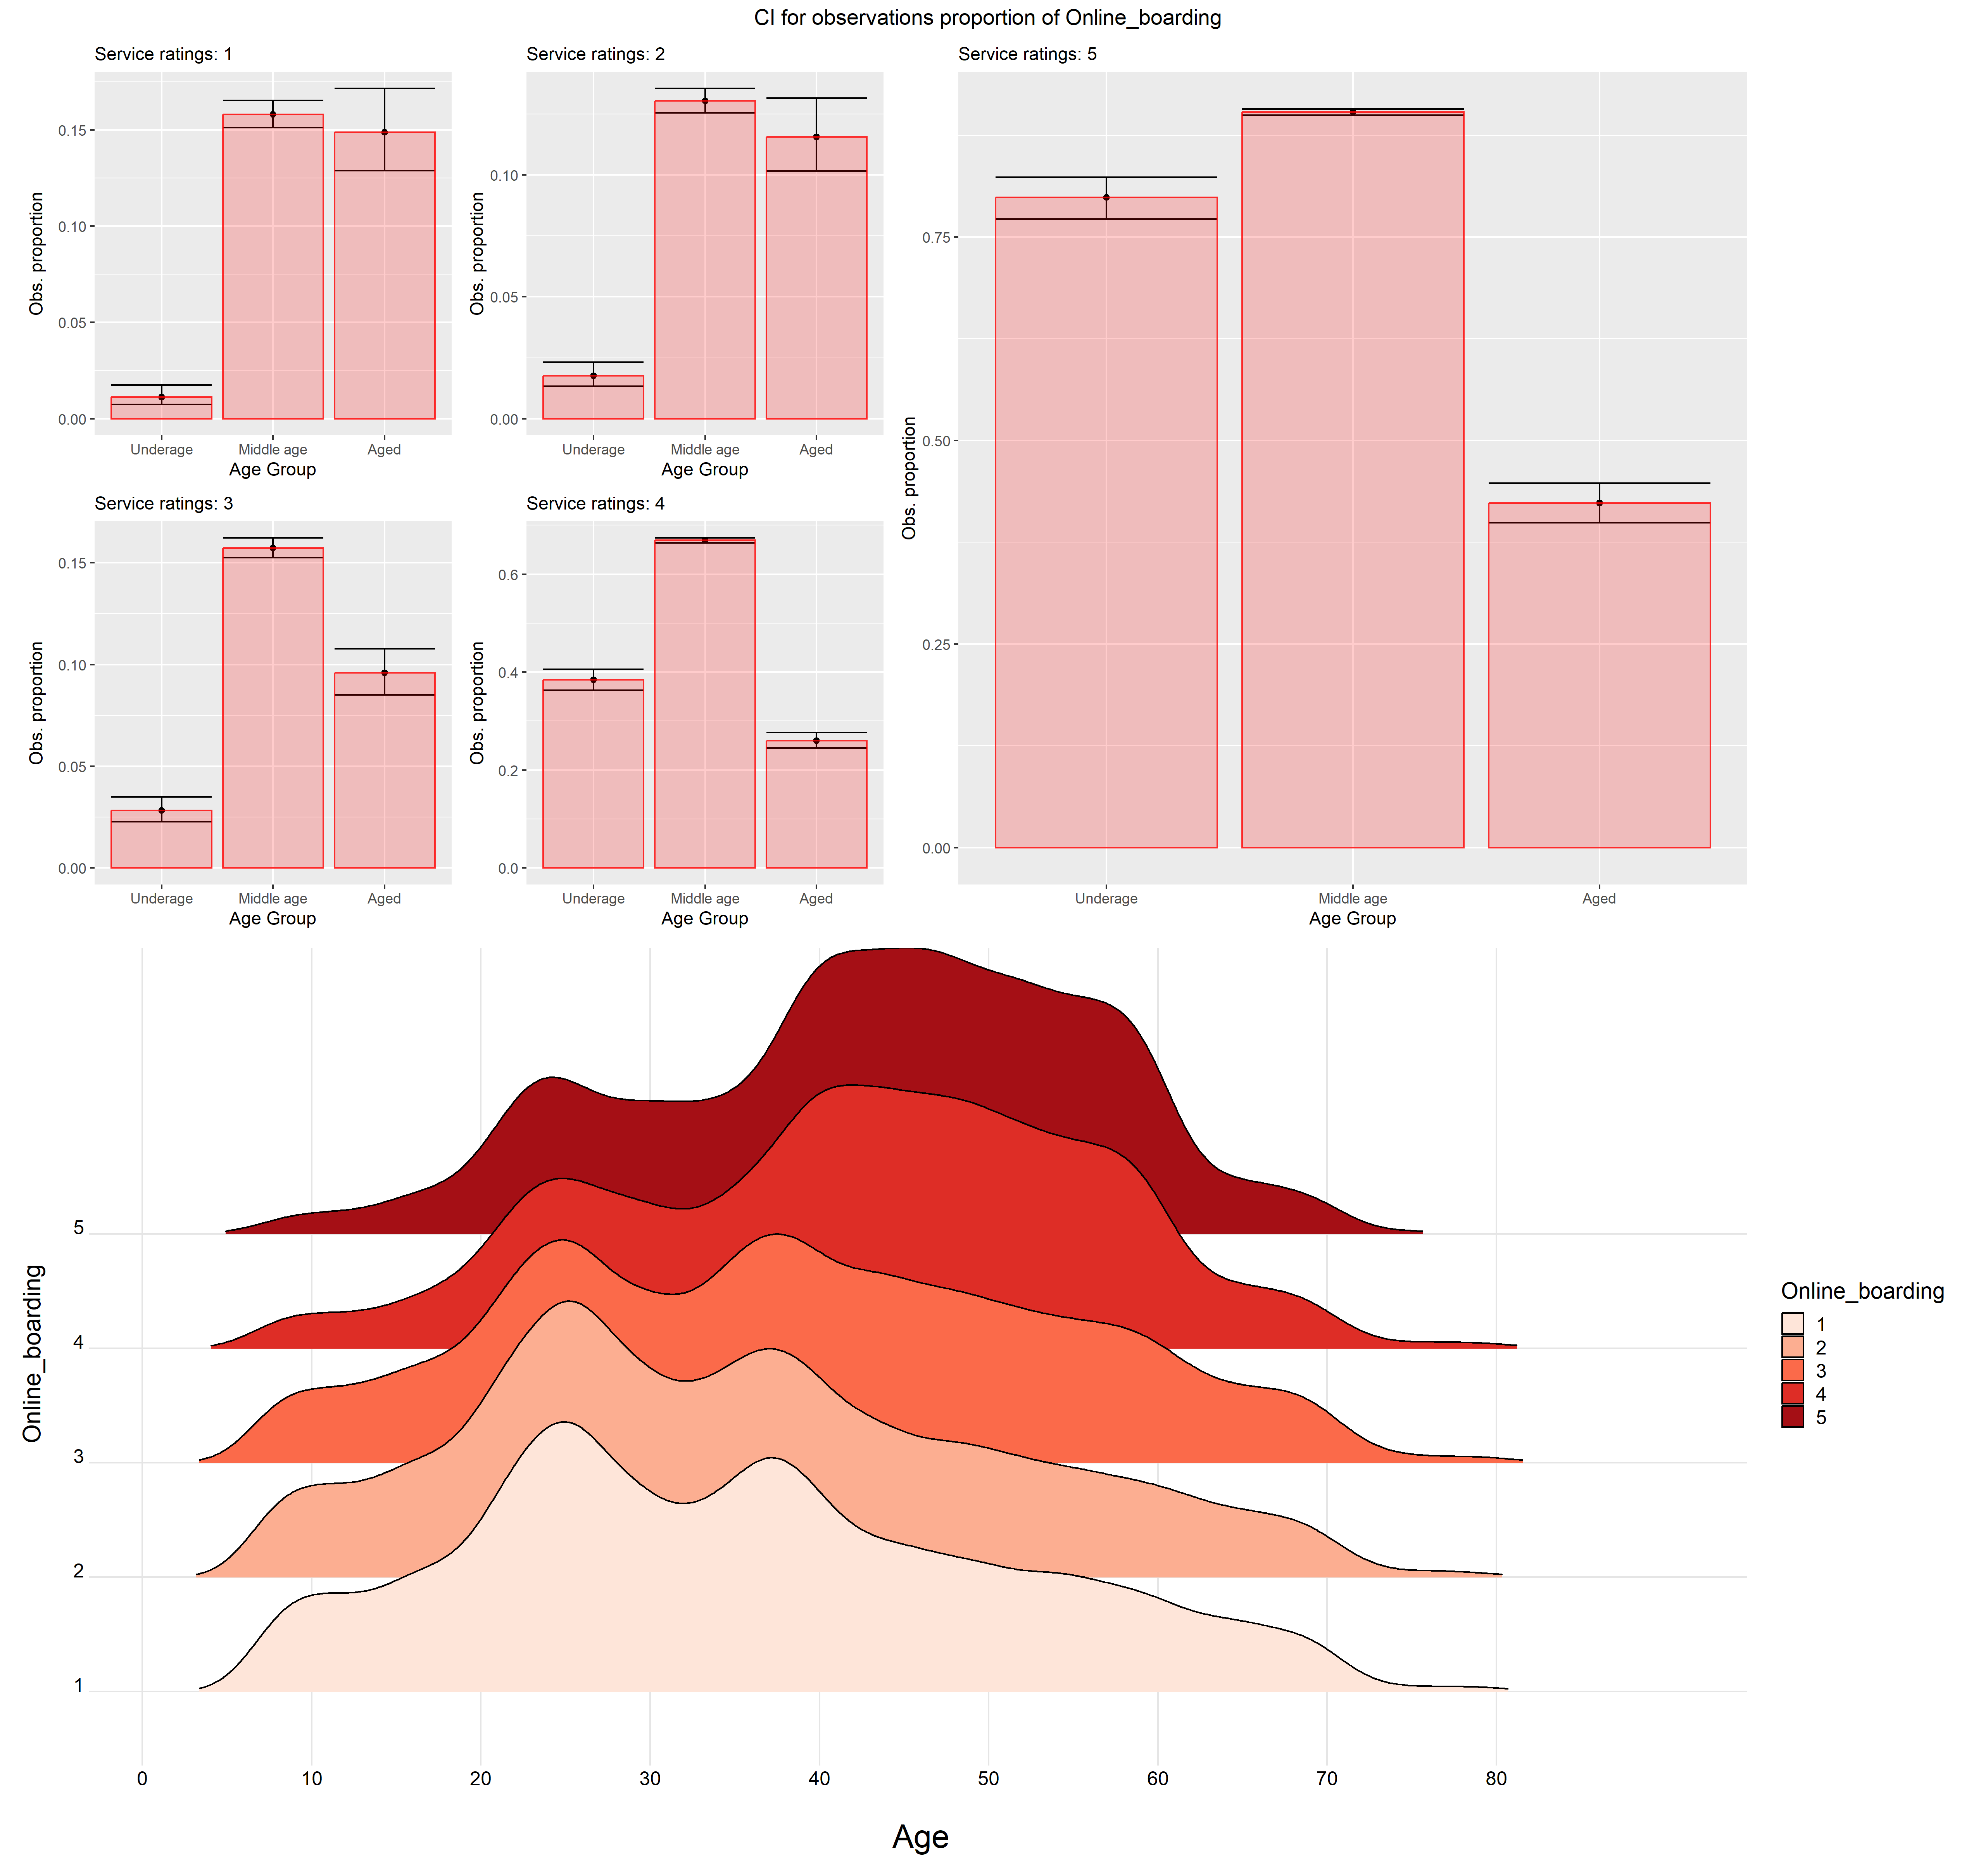 CI for observations proportion of Online_boarding
Service ratings: 1
Obs. proportion
0.15
0.10
0.05
0.00
Underage Middle age Aged
Age Group
Service ratings: 2
Obs. proportion
0.10
0.05
0.00
Underage Middle age Aged
Age Group
Service ratings: 3
Obs. proportion
0.15
0.10
0.05
0.00
Underage Middle age Aged
Age Group
Service ratings: 4
Obs. proportion
0.6
0.4
0.2
0.0
Underage Middle age Aged
Age Group
Service ratings: 5
Obs. proportion
0.75
0.50
0.25
0.00
Underage Middle age Aged
Age Group
Online_boarding
5
4
3
2
1
0 10 20 30 40 50 60 70 80
Age
Online_boarding
1
2
3
4
5